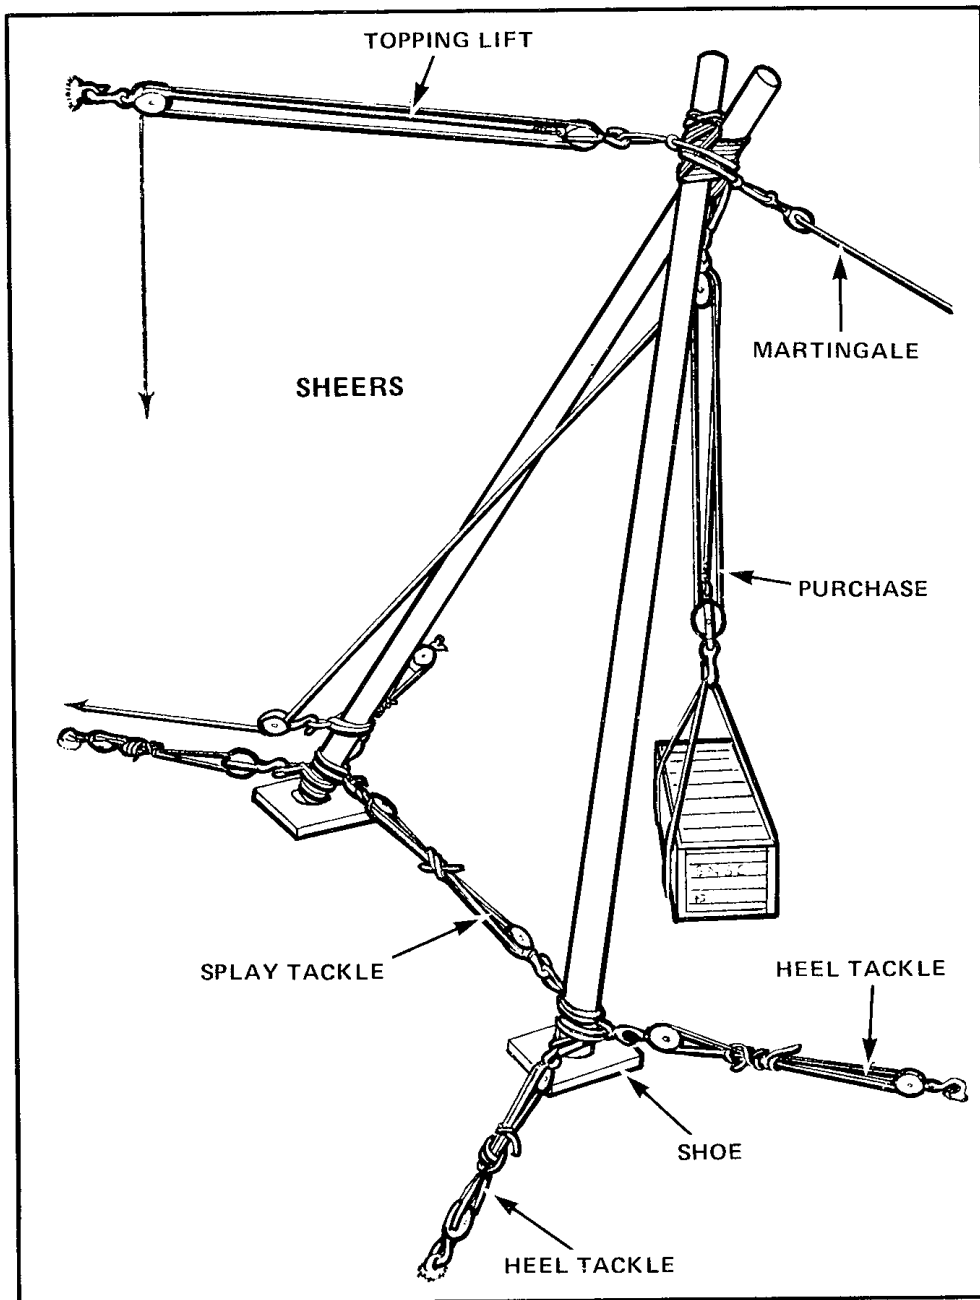 TOPPING LIFT
MARTINGALE
SHEERS
PURCHASE
SPLAY TACKLE
HEEL TACKLE
SHOE
HEEL TACKLE